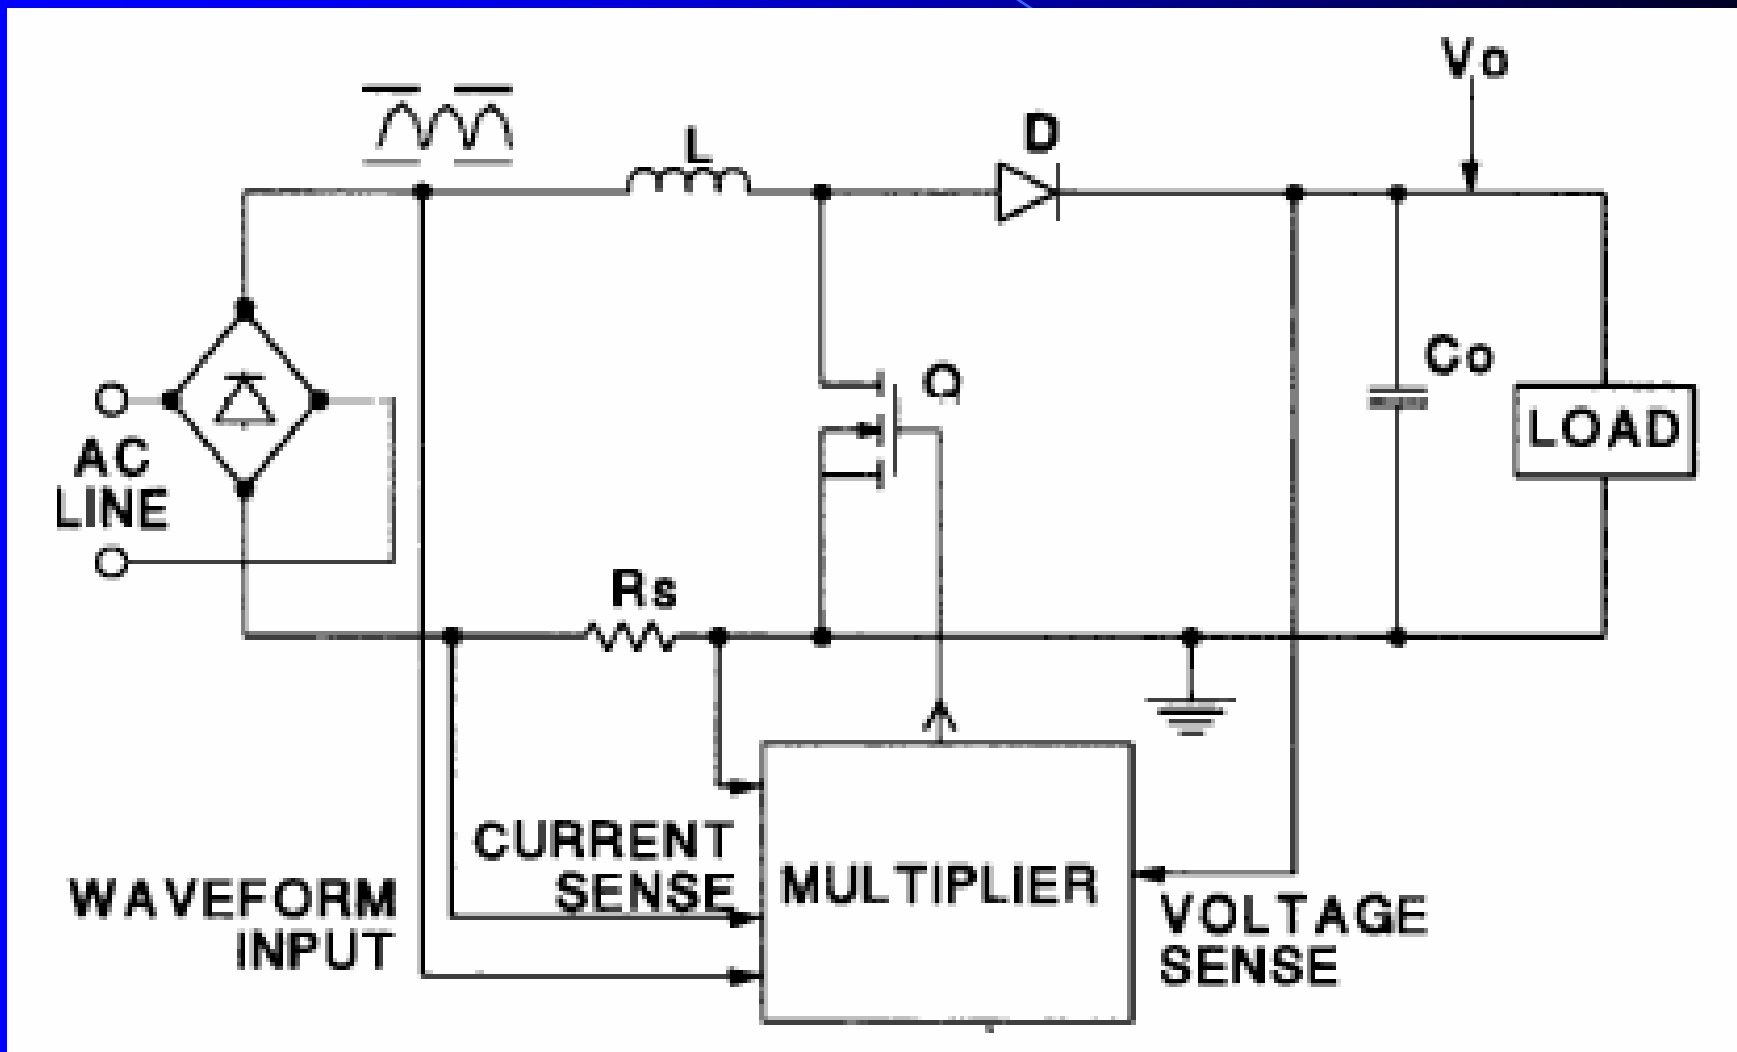 Vo
L
D
Q
Co
LOAD
AC
LINE
Rs
CURRENT
SENSE
MULTIPLIER
WAVEFORM
INPUT
VOLTAGE
SENSE